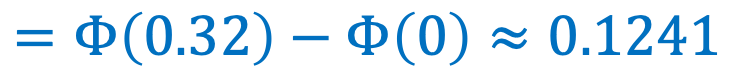 = Φ(0.32) − Φ(0) ≈ 0.1241